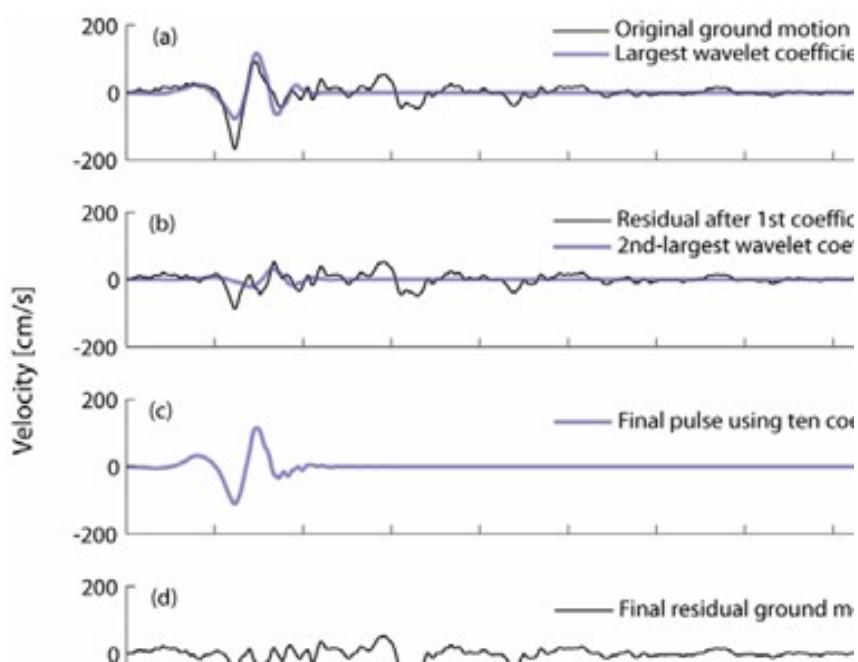 Velocity [cm/s]
200
(a)
Original ground motion
Largest wavelet coefficie
0
-200
200
(b)
Residual after 1st coeffic
2nd-largest wavelet coef
0
-200
200
(c)
Final pulse using ten coe
0
-200
200
(d)
Final residual ground m
0